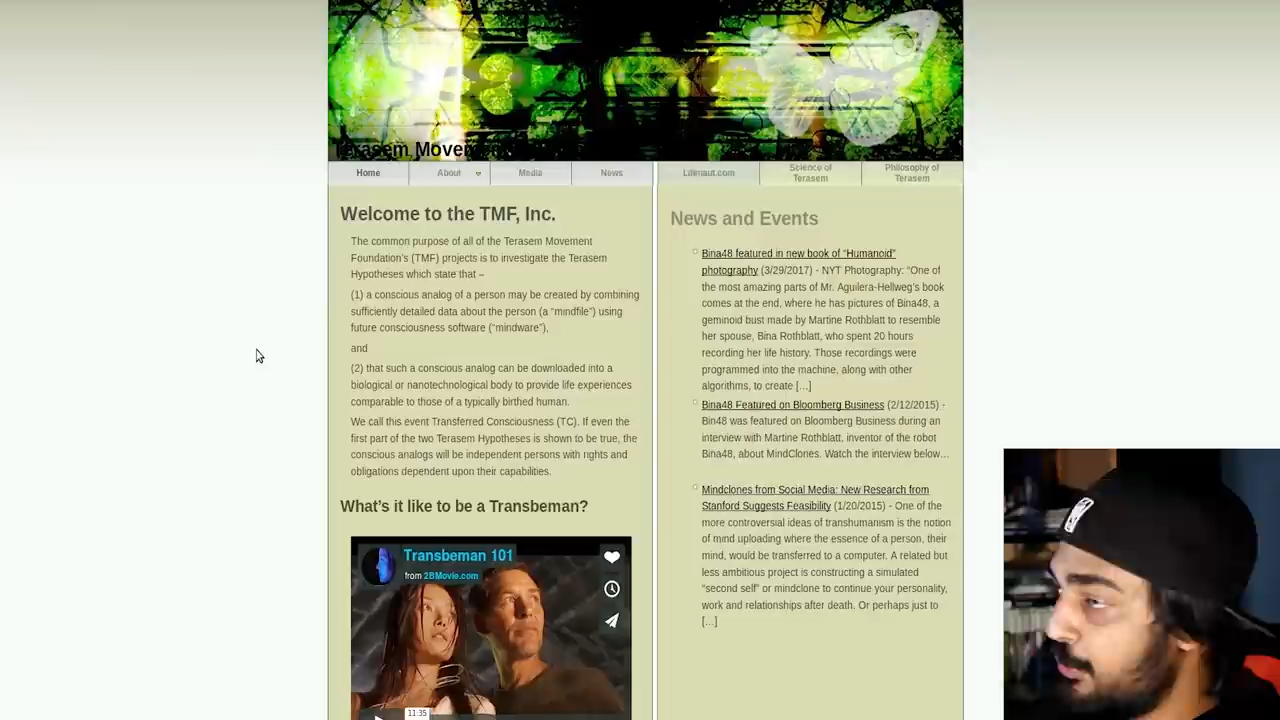 Terasem Movem
Home
About
Media
News
Lifenaut.com
Science of
Terasem
Philosophy of
Terasem
Welcome to the TMF, Inc.
The common purpose of all of the Terasem Movement
Foundation’s (TMF) projects is to investigate the Terasem
Hypotheses which state that –
(1) a conscious analog of a person may be created by combining
sufficiently detailed data about the person (a “mindfile”) using
future consciousness software (“mindware”),
and
(2) that such a conscious analog can be downloaded into a
biological or nanotechnological body to provide life experiences
comparable to those of a typically birthed human.
We call this event Transferred Consciousness (TC). If even the
first part of the two Terasem Hypotheses is shown to be true, the
conscious analogs will be independent persons with rights and
obligations dependent upon their capabilities.
What’s it like to be a Transbeman?
Transbeman 101
from 2BMovie.com
11:35
News and Events
Bina48 featured in new book of “Humanoid”
photography (3/29/2017) - NYT Photography: “One of
the most amazing parts of Mr. Aguilera-Hellweg’s book
comes at the end, where he has pictures of Bina48, a
geminoid bust made by Martine Rothblatt to resemble
her spouse, Bina Rothblatt, who spent 20 hours
recording her life history. Those recordings were
programmed into the machine, along with other
algorithms, to create […]
Bina48 Featured on Bloomberg Business (2/12/2015) -
Bin48 was featured on Bloomberg Business during an
interview with Martine Rothblatt, inventor of the robot
Bina48, about MindClones. Watch the interview below…
Mindclones from Social Media: New Research from
Stanford Suggests Feasibility (1/20/2015) - One of the
more controversial ideas of transhumanism is the notion
of mind uploading where the essence of a person, their
mind, would be transferred to a computer. A related but
less ambitious project is constructing a simulated
“second self” or mindclone to continue your personality,
work and relationships after death. Or perhaps just to
[…]